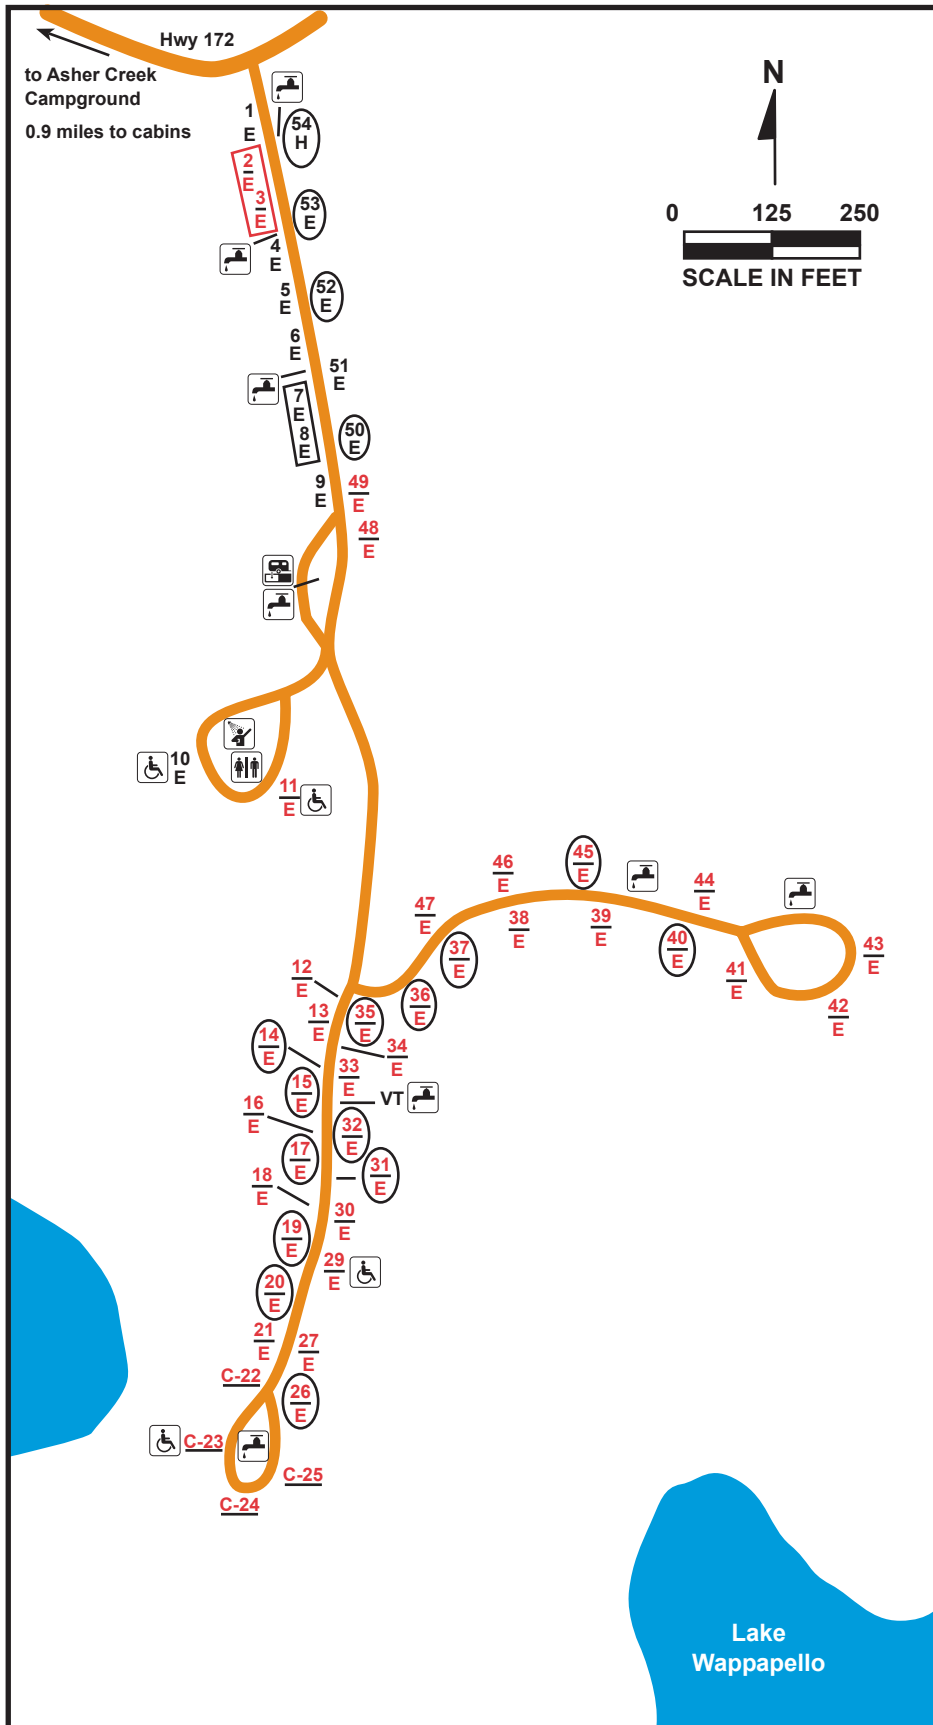 Hwy 172
to Asher Creek
Campground
0.9 miles to cabins
N
0 125 250
SCALE IN FEET
1
E
54
H
2
E
3
E
53
E
4
E
5
E
52
E
6
E
51
E
7
E
8
E
50
E
9
E
49
E
48
E
10
E
11
E
45
E
46
E
44
E
47
E
38
E
39
E
40
E
37
E
43
E
41
E
42
E
36
E
12
E
13
E
35
E
14
E
34
E
33
E
15
E
VT
16
E
32
E
17
E
31
E
18
E
30
E
19
E
29
E
20
E
21
E
27
E
C-22
26
E
C-23
C-25
C-24
Lake
Wappapello